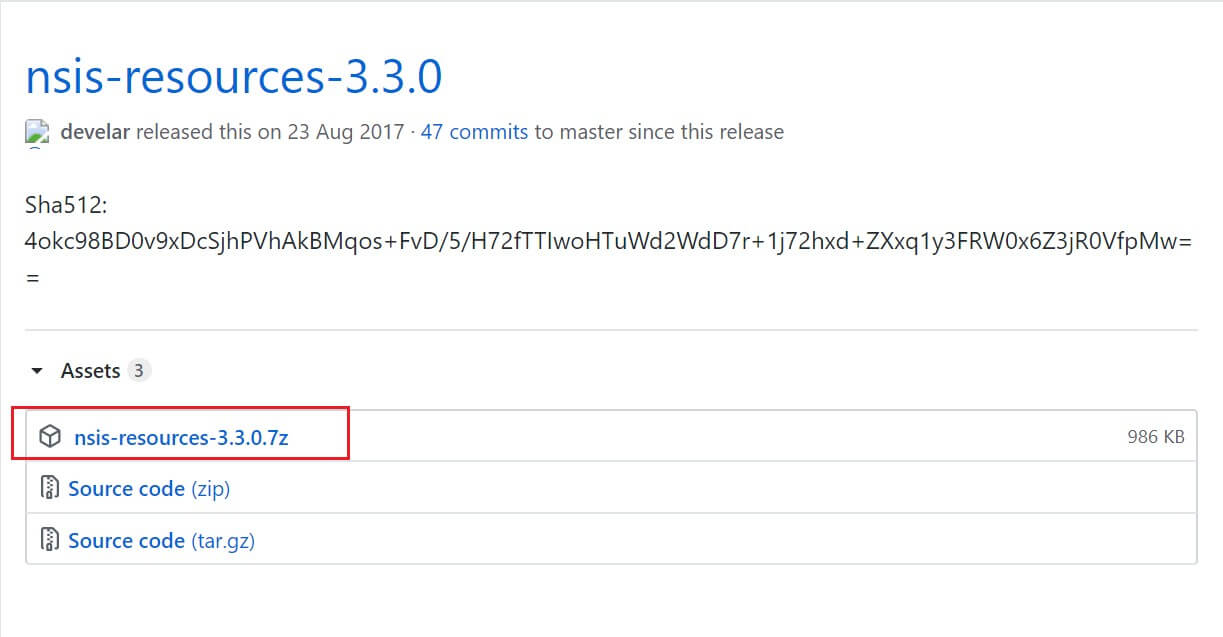 nsis-resources-3.3.0
develar released this on 23 Aug 2017 · 47 commits to master since this release
Sha512:
4okc98BD0v9xDcSjhPVhAkBMqos+FvD/5/H72fTTIwoHTuWd2WdD7r+1j72hxd+ZXxq1y3FRW0x6Z3jR0VfpMw=
=
Assets 3
nsis-resources-3.3.0.7z 986 KB
Source code (zip)
Source code (tar.gz)